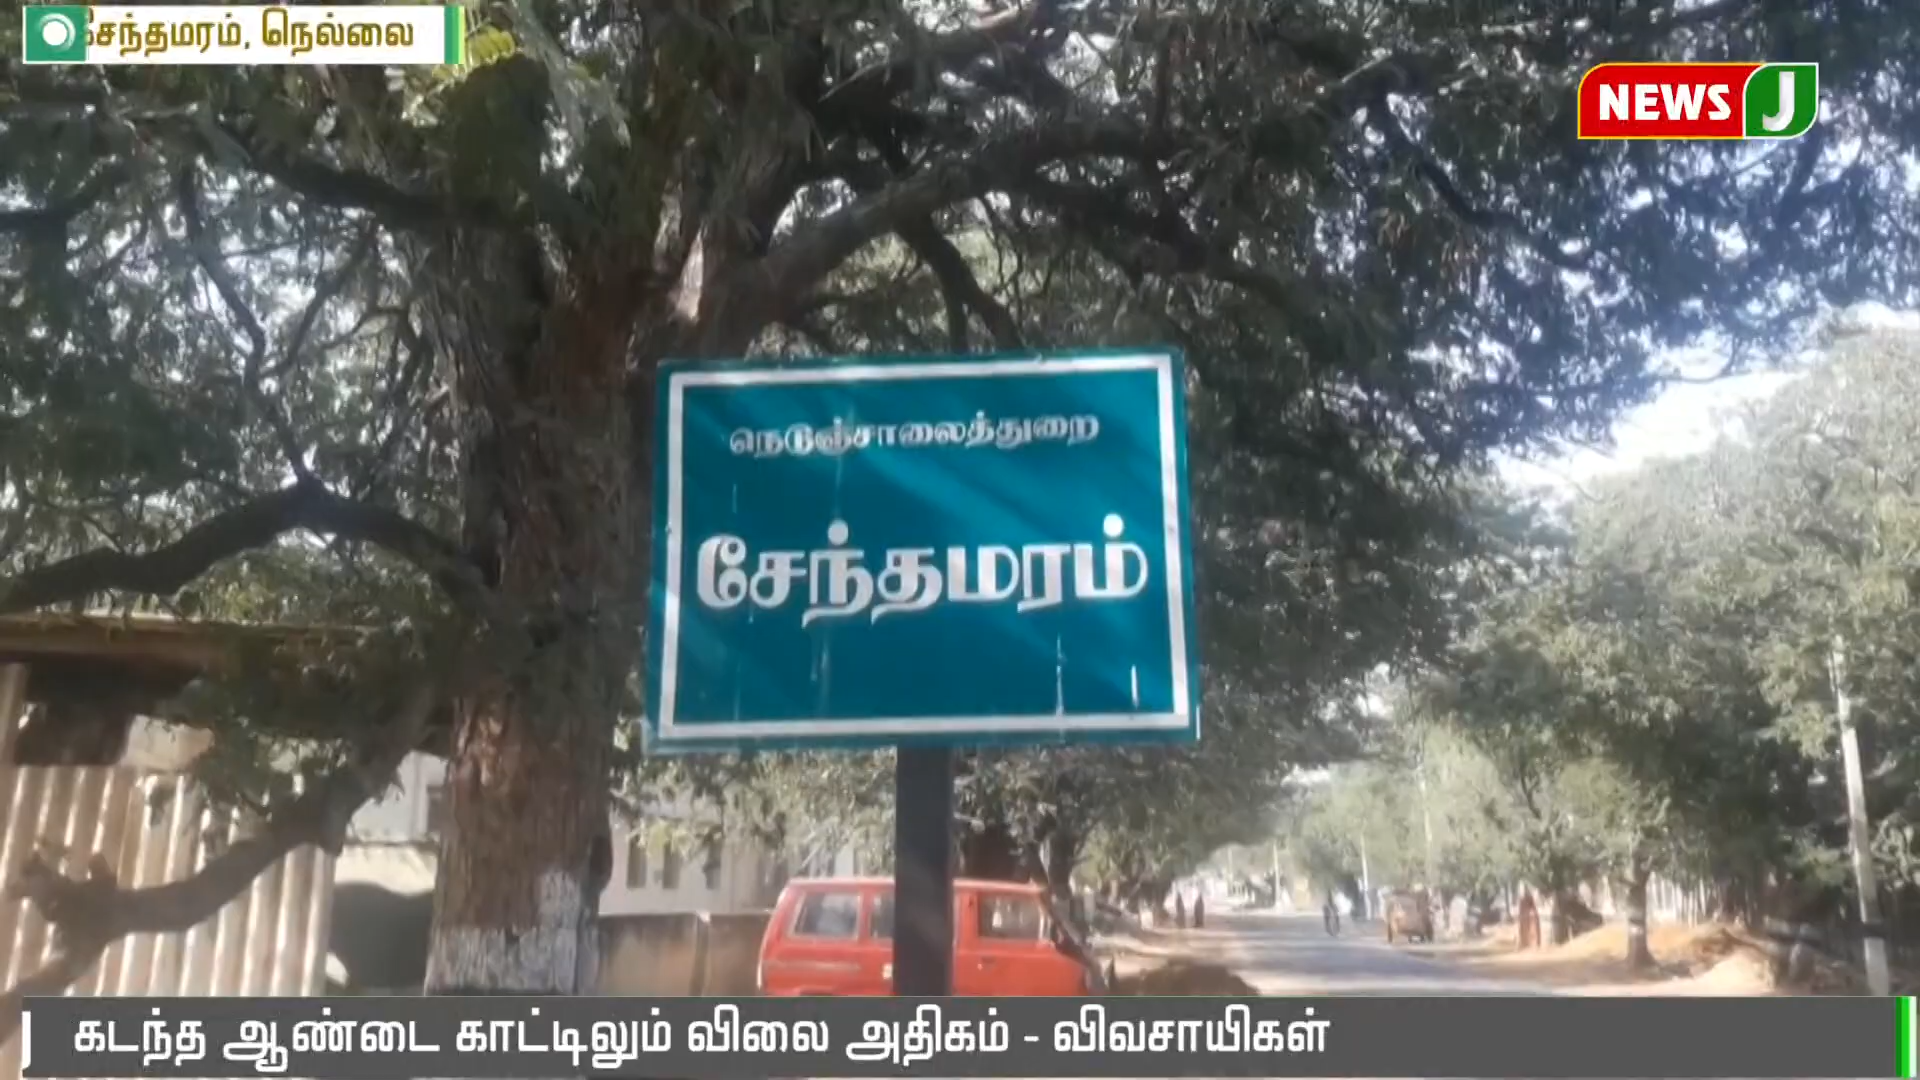 சேந்தமரம், நெல்லை
NEWS J
நெடுஞ்சாலைத்துறை
சேந்தமரம்
கடந்த ஆண்டை காட்டிலும் விலை அதிகம் - விவசாயிகள்